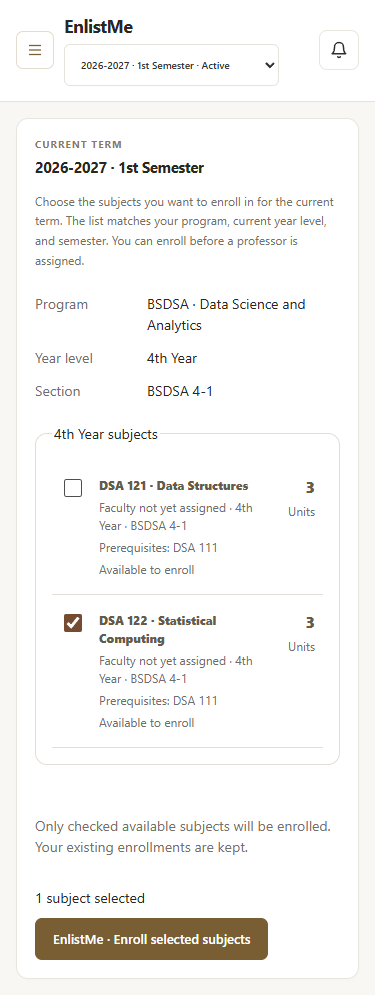 EnlistMe
2026-2027 · 1st Semester · Active
CURRENT TERM
2026-2027 · 1st Semester
Choose the subjects you want to enroll in for the current
term. The list matches your program, current year level,
and semester. You can enroll before a professor is
assigned.
Program
BSDSA · Data Science and
Analytics
Year level
4th Year
Section
BSDSA 4-1
4th Year subjects
DSA 121 · Data Structures
3
Faculty not yet assigned · 4th
Units
Year · BSDSA 4-1
Prerequisites: DSA 111
Available to enroll
DSA 122 · Statistical
3
Computing
Units
Faculty not yet assigned · 4th
Year · BSDSA 4-1
Prerequisites: DSA 111
Available to enroll
Only checked available subjects will be enrolled.
Your existing enrollments are kept.
1 subject selected
EnlistMe · Enroll selected subjects